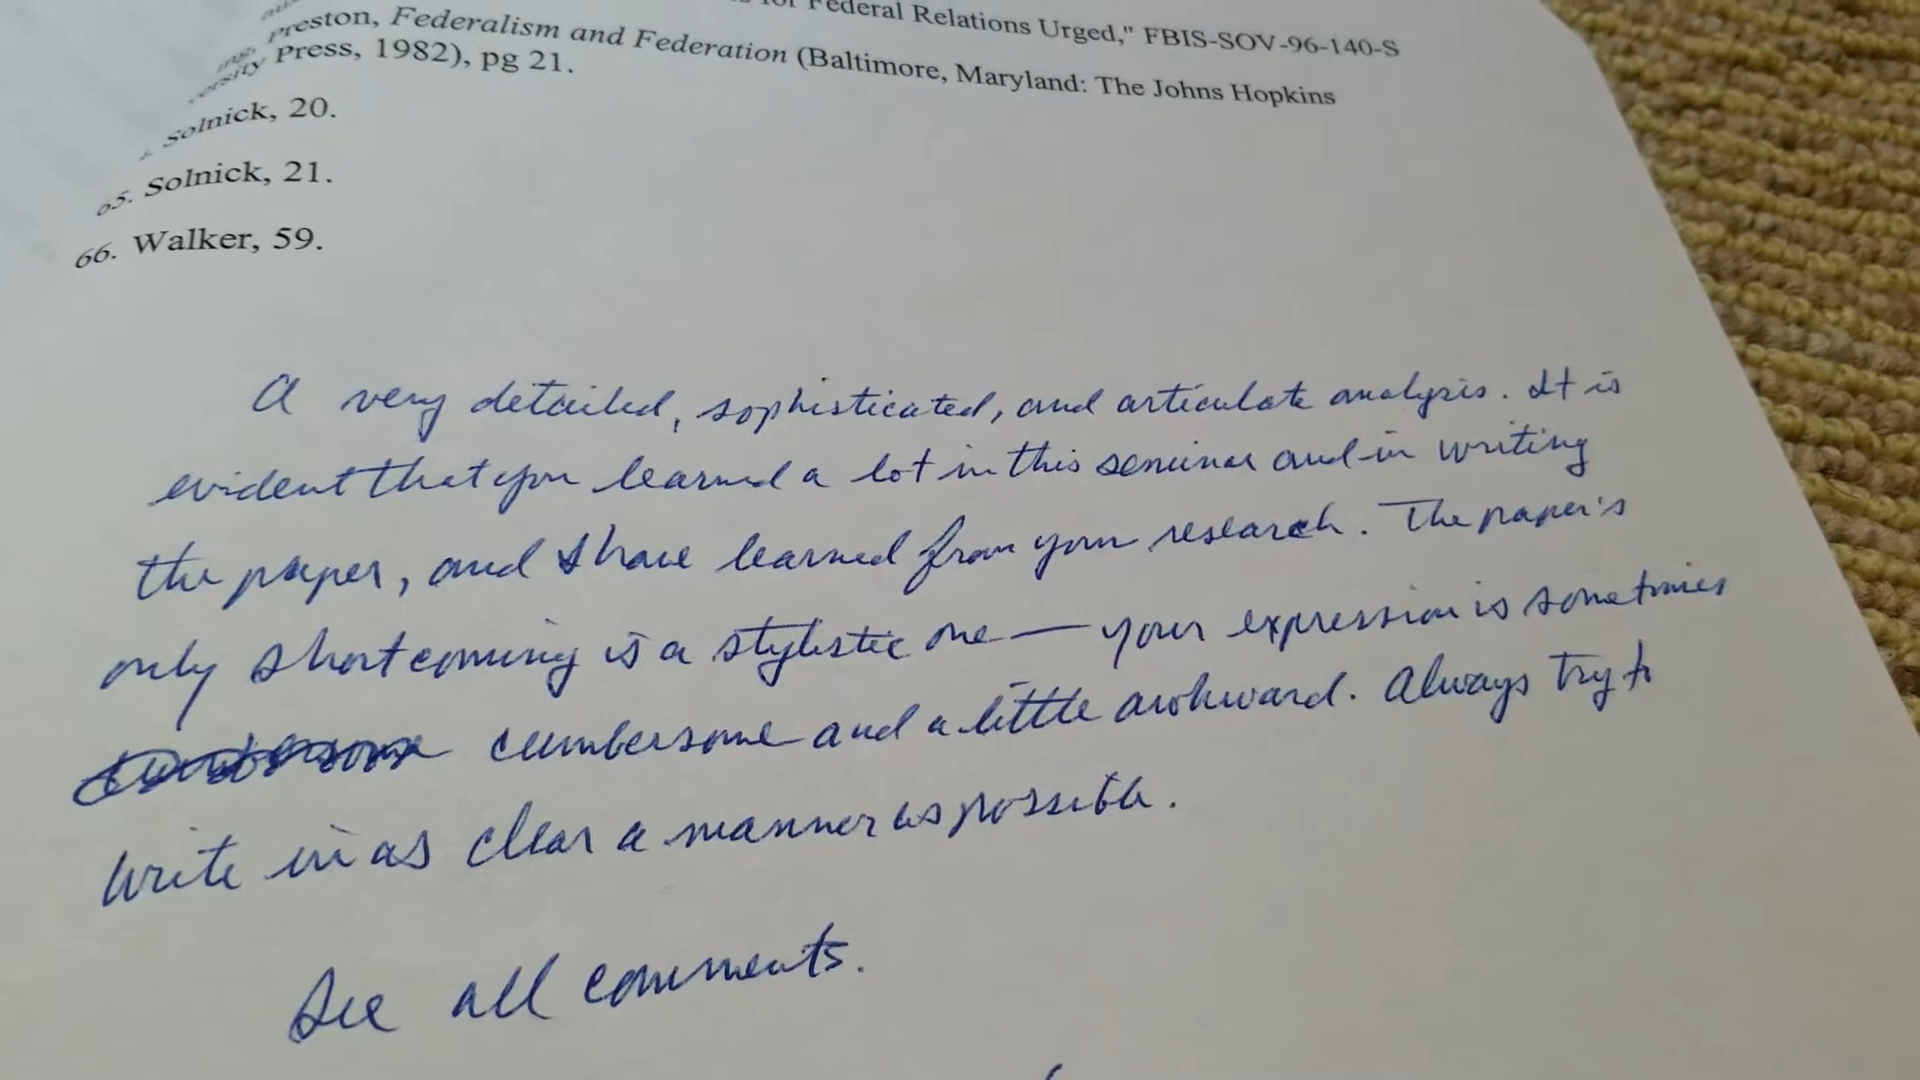 for Federal Relations Urged," FBIS-SOV-96-140-S
Preston, Federalism and Federation (Baltimore, Maryland: The Johns Hopkins
ersity Press, 1982), pg 21.
Solnick, 20.
65. Solnick, 21.
66. Walker, 59.
A very detailed, sophisticated, and articulate analysis. It is
evident that you learned a lot in this seminar and in writing
the paper, and I have learned from your research. The paper's
only shortcoming is a stylistic one — your expression is sometimes
cumbersome and a little awkward. Always try to
write in as clear a manner as possible.
See all comments.